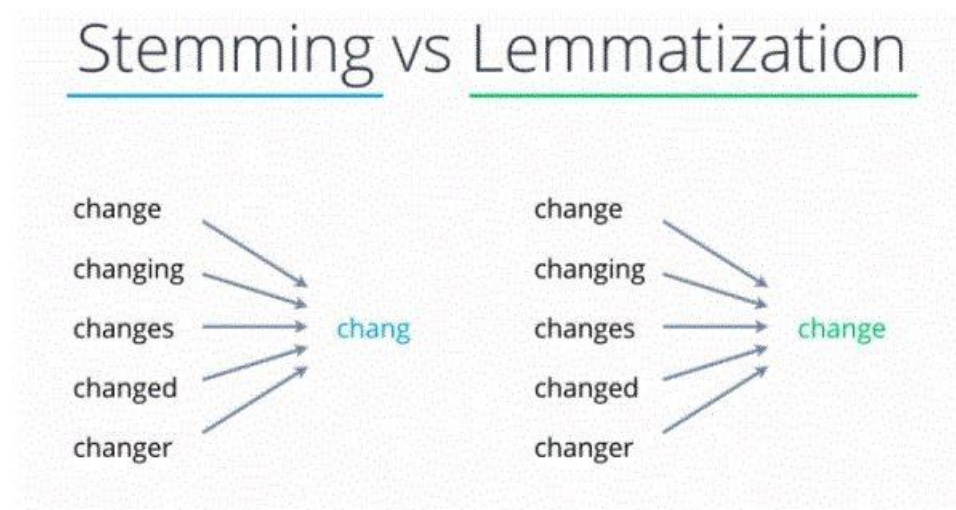 Stemming vs Lemmatization
change
changing
changes
changed
changer
chang
change
changing
changes
changed
changer
change